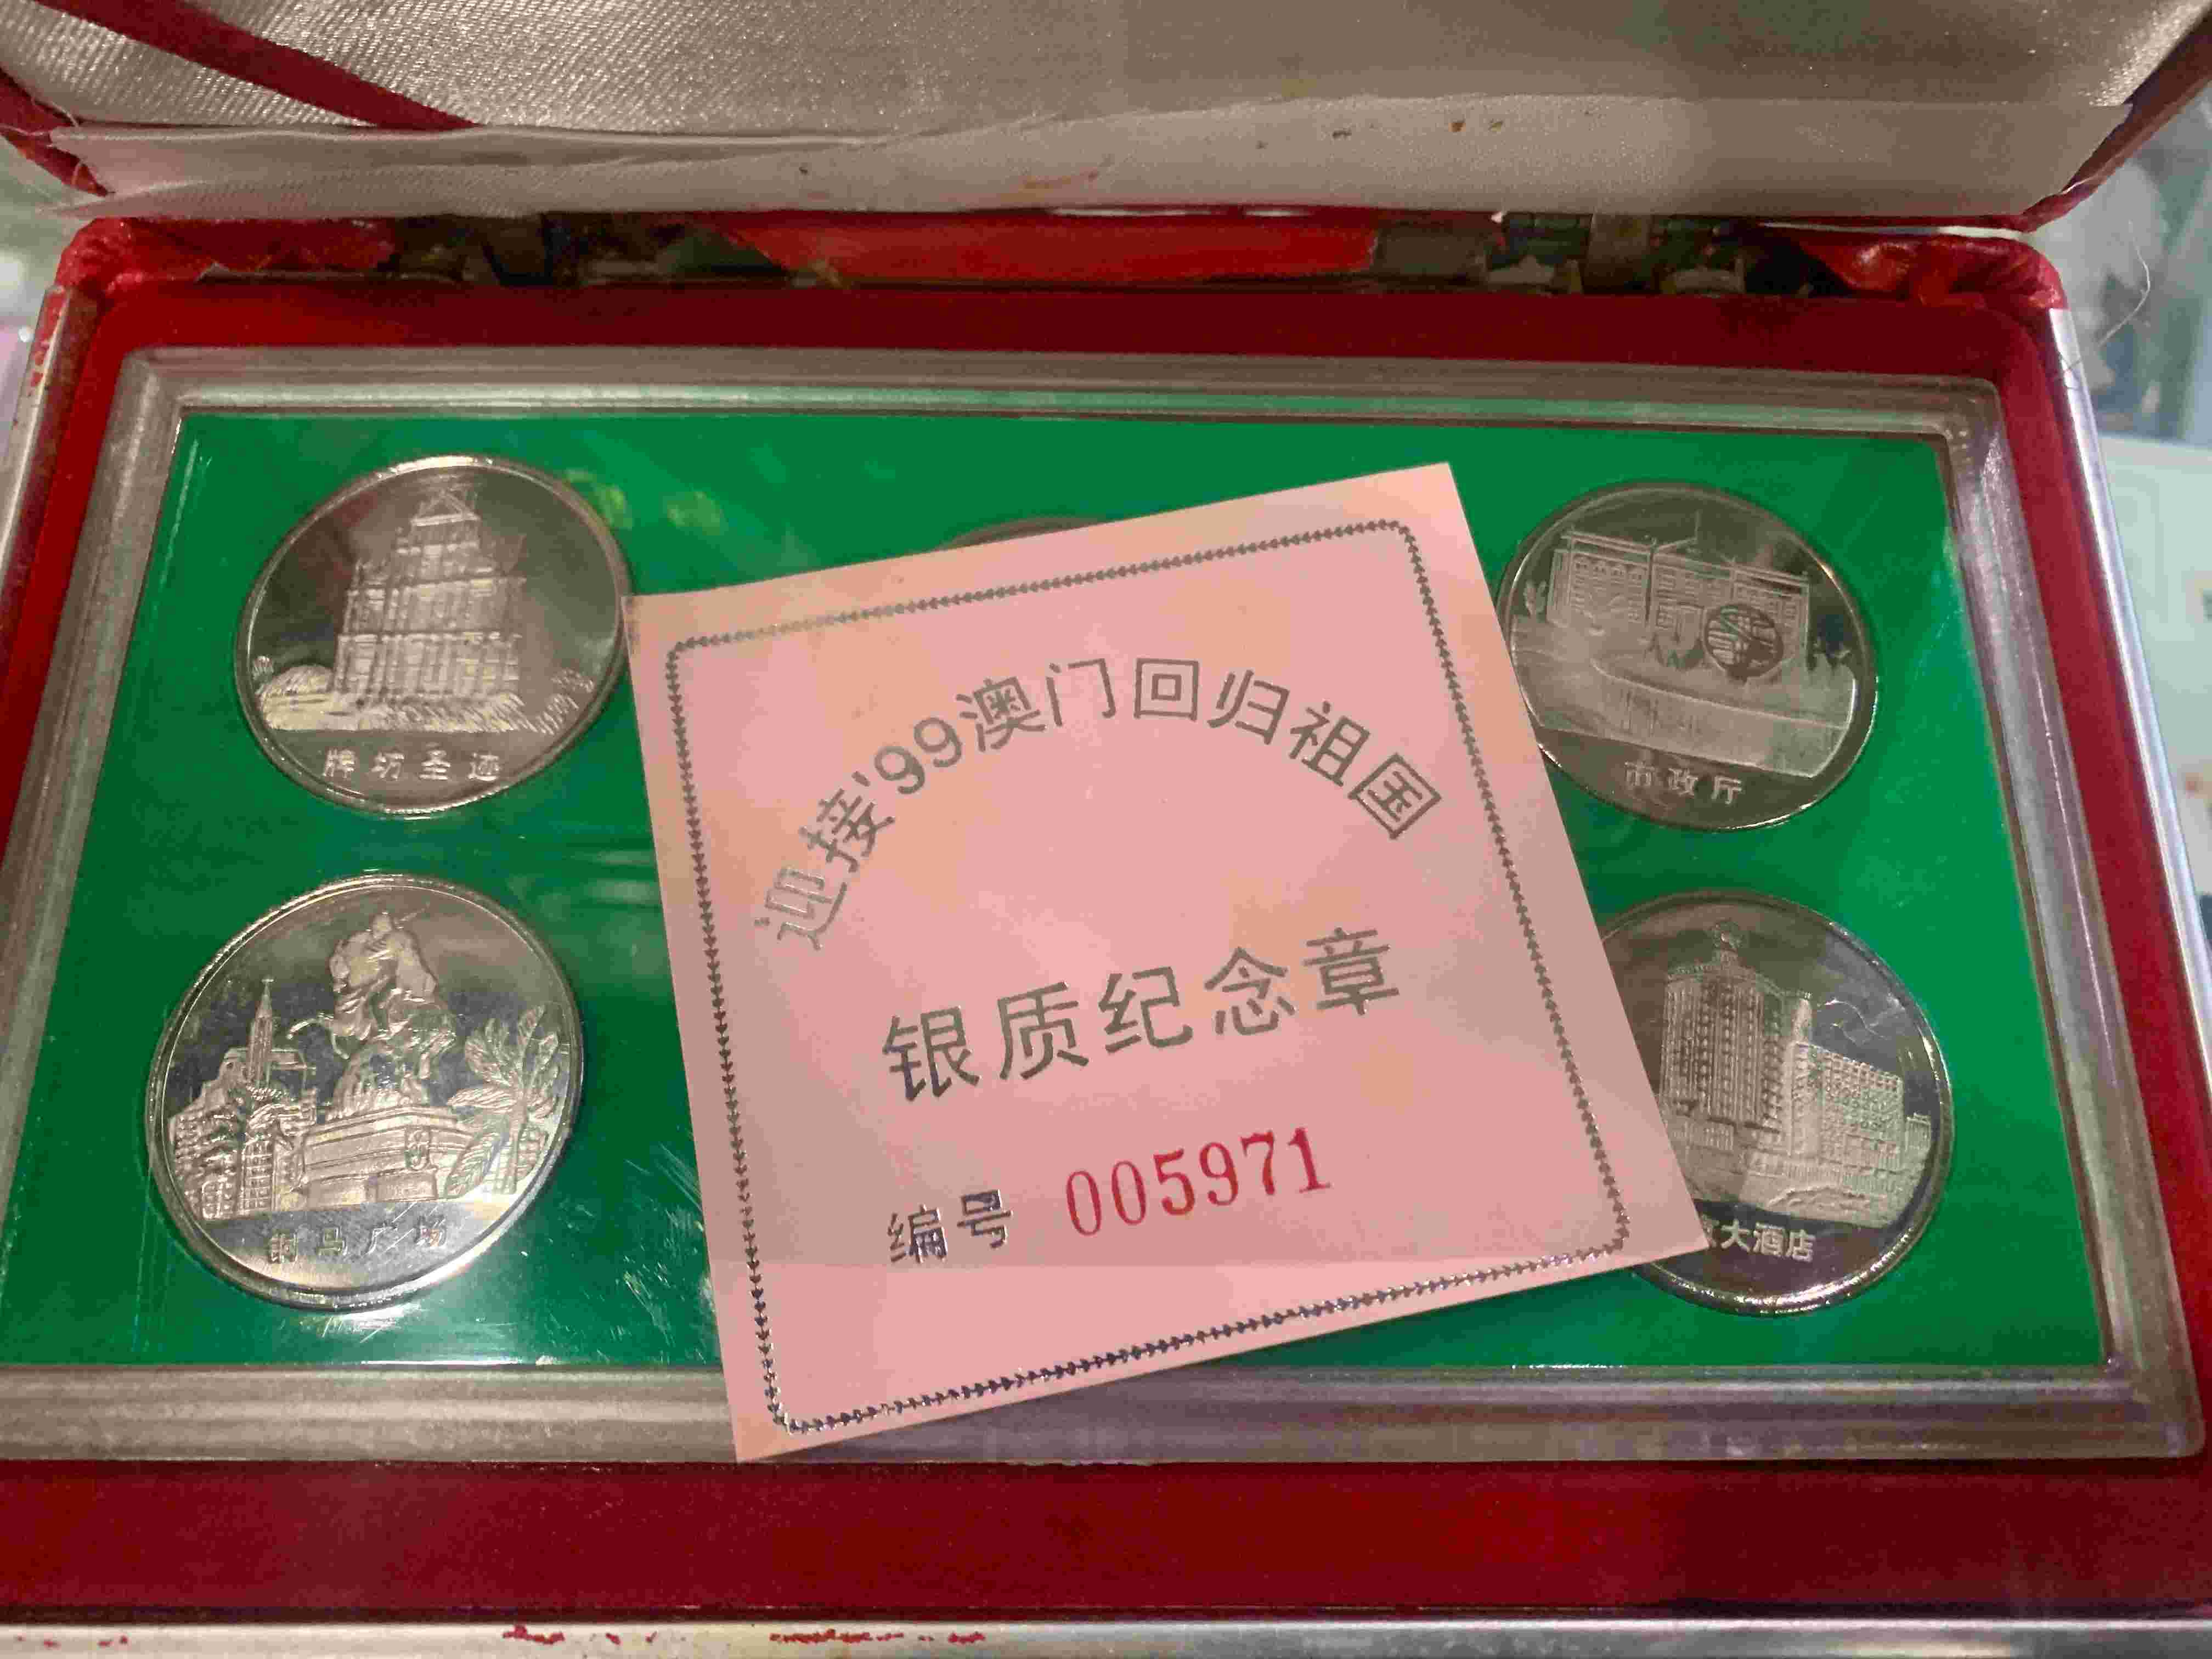 牌坊圣迹
市政厅
铜马广场
大酒店
迎接'99澳门回归祖国
银质纪念章
编号 005971